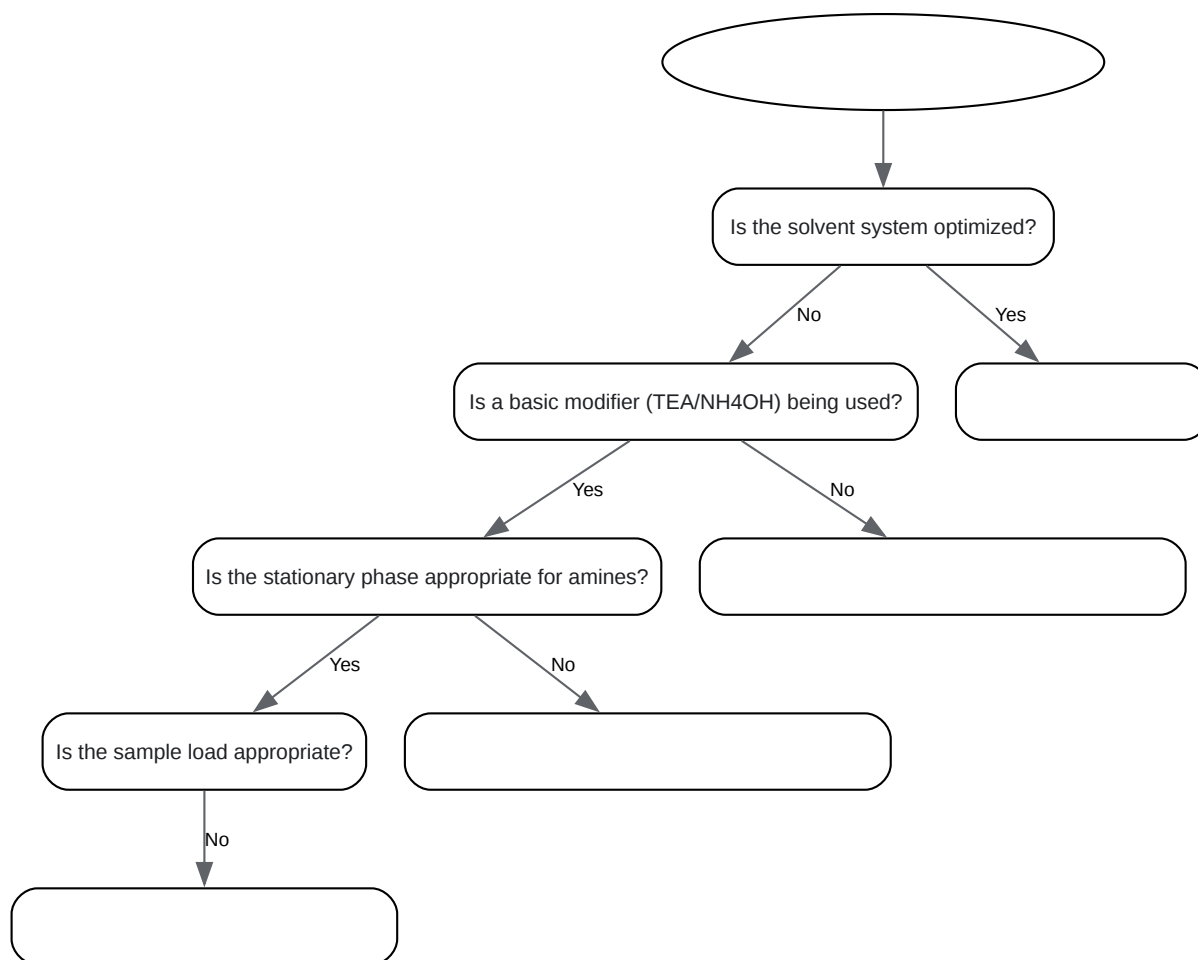 Is the solvent system optimized?
No
Yes
Is a basic modifier (TEA/NH4OH) being used?
Yes
No
Is the stationary phase appropriate for amines?
Yes
No
Is the sample load appropriate?
No